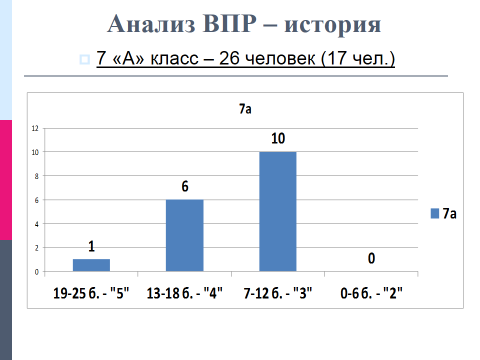 Анализ ВПР – история
7 «А» класс – 26 человек (17 чел.)
7а
12
10
8
6
4
2
0
1
6
10
0
19-25 б. - "5"
13-18 б. - "4"
7-12 б. - "3"
0-6 б. - "2"
7а